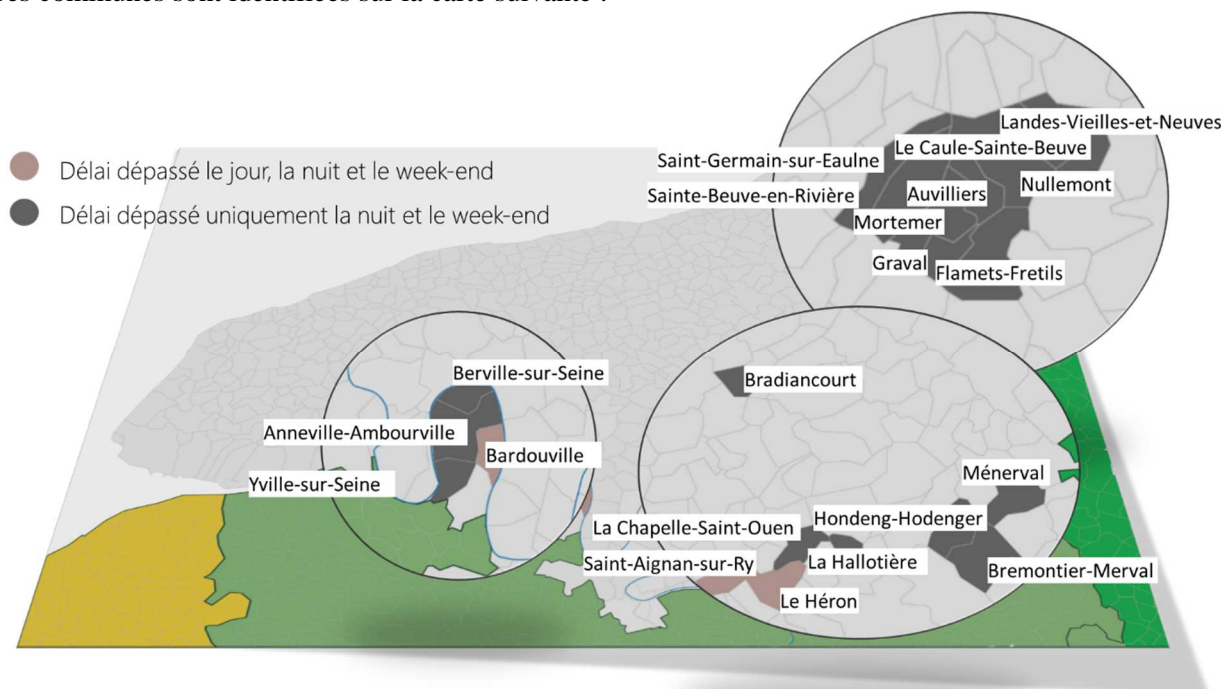 Délai dépassé le jour, la nuit et le week-end
Délai dépassé uniquement la nuit et le week-end
Landes-Vieilles-et-Neuves
Le Caule-Sainte-Beuve
Saint-Germain-sur-Eaulne
Nullemont
Sainte-Beuve-en-Rivière
Auvilliers
Mortemer
Graval
Flamets-Fretils
Berville-sur-Seine
Anneville-Ambourville
Bardouville
Yville-sur-Seine
Bradiancourt
Ménerval
La Chapelle-Saint-Ouen
Hondeng-Hodenger
Saint-Aignan-sur-Ry
La Hallotière
Bremontier-Merval
Le Héron